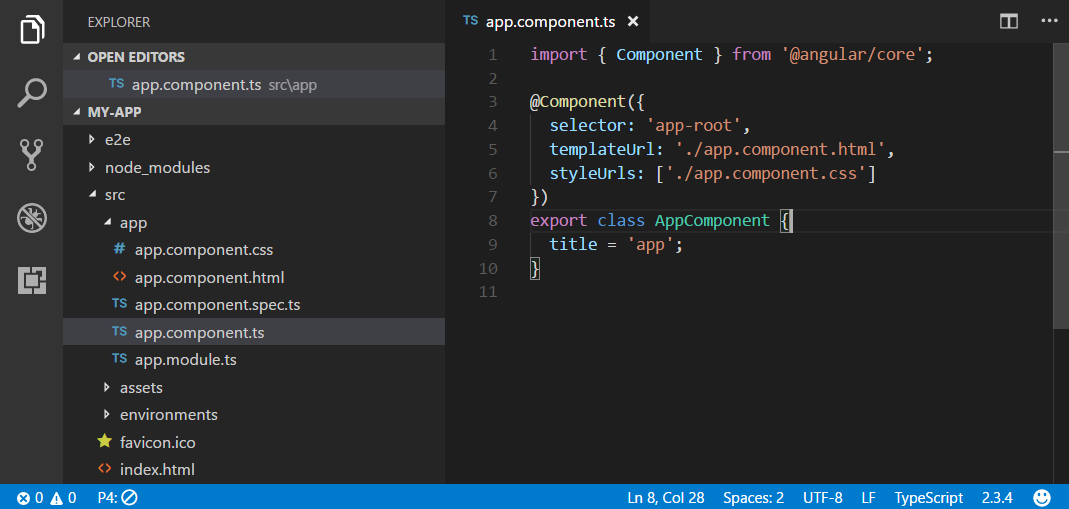 EXPLORER
OPEN EDITORS
TS app.component.ts src\app
MY-APP
e2e
node_modules
src
app
# app.component.css
<> app.component.html
TS app.component.spec.ts
TS app.component.ts
TS app.module.ts
assets
environments
favicon.ico
<> index.html
TS app.component.ts ×
1 import { Component } from '@angular/core';
2
3 @Component({
4 selector: 'app-root',
5 templateUrl: './app.component.html',
6 styleUrls: ['./app.component.css']
7 })
8 export class AppComponent {
9 title = 'app';
10 }
11
0 0 P4: Ln 8, Col 28 Spaces: 2 UTF-8 LF TypeScript 2.3.4